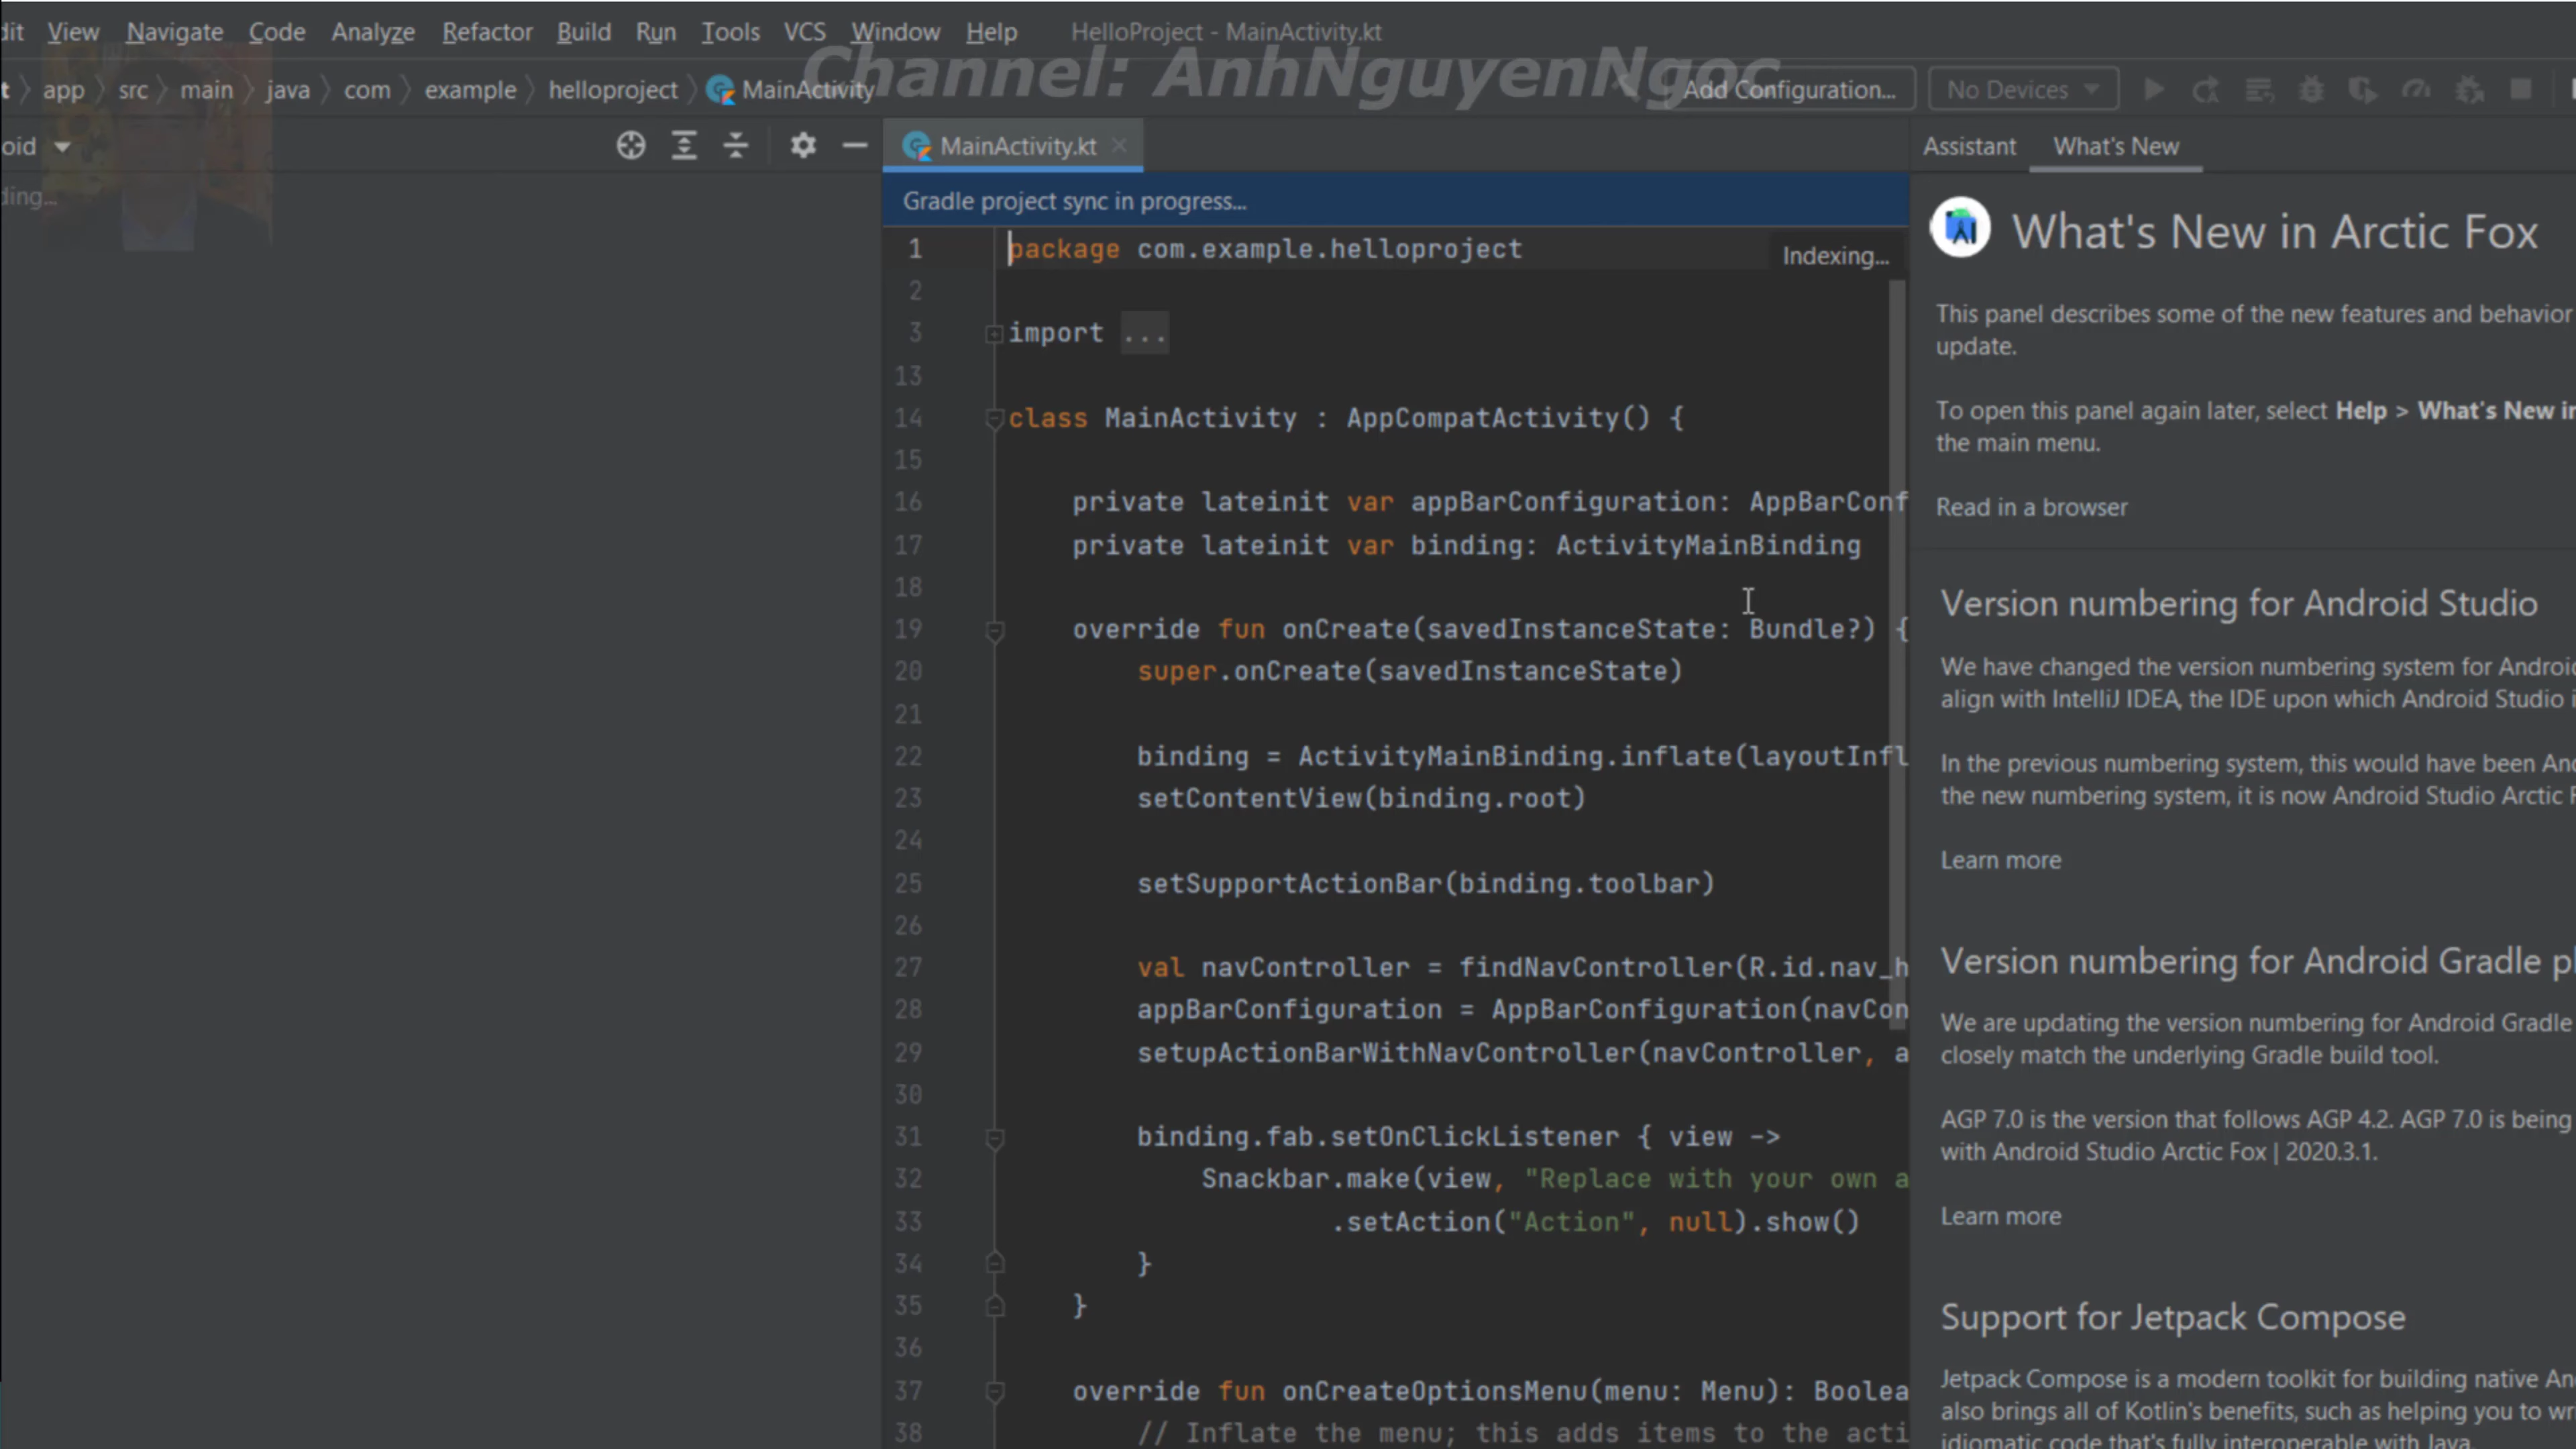 dit View Navigate Code Analyze Refactor Build Run Tools VCS Window Help HelloProject - MainActivity.kt
Channel: AnhNguyenNgoc
t app src main java com example helloproject MainActivity Add Configuration... No Devices
oid MainActivity.kt Assistant What's New
ding...
Gradle project sync in progress...
1 package com.example.helloproject
Indexing...
2
3 import ...
13
14 class MainActivity : AppCompatActivity() {
15
16 private lateinit var appBarConfiguration: AppBarConf
17 private lateinit var binding: ActivityMainBinding
18
19 override fun onCreate(savedInstanceState: Bundle?) {
20 super.onCreate(savedInstanceState)
21
22 binding = ActivityMainBinding.inflate(layoutInfl
23 setContentView(binding.root)
24
25 setSupportActionBar(binding.toolbar)
26
27 val navController = findNavController(R.id.nav_h
28 appBarConfiguration = AppBarConfiguration(navCon
29 setupActionBarWithNavController(navController, a
30
31 binding.fab.setOnClickListener { view ->
32 Snackbar.make(view, "Replace with your own a
33 .setAction("Action", null).show()
34 }
35 }
36
37 override fun onCreateOptionsMenu(menu: Menu): Boolea
38 // Inflate the menu; this adds items to the acti
What's New in Arctic Fox
This panel describes some of the new features and behavior
update.
To open this panel again later, select Help > What's New in
the main menu.
Read in a browser
Version numbering for Android Studio
We have changed the version numbering system for Android
align with IntelliJ IDEA, the IDE upon which Android Studio i
In the previous numbering system, this would have been And
the new numbering system, it is now Android Studio Arctic F
Learn more
Version numbering for Android Gradle pl
We are updating the version numbering for Android Gradle
closely match the underlying Gradle build tool.
AGP 7.0 is the version that follows AGP 4.2. AGP 7.0 is being
with Android Studio Arctic Fox | 2020.3.1.
Learn more
Support for Jetpack Compose
Jetpack Compose is a modern toolkit for building native An
also brings all of Kotlin's benefits, such as helping you to wr
idiomatic code that's fully interoperable with Java.